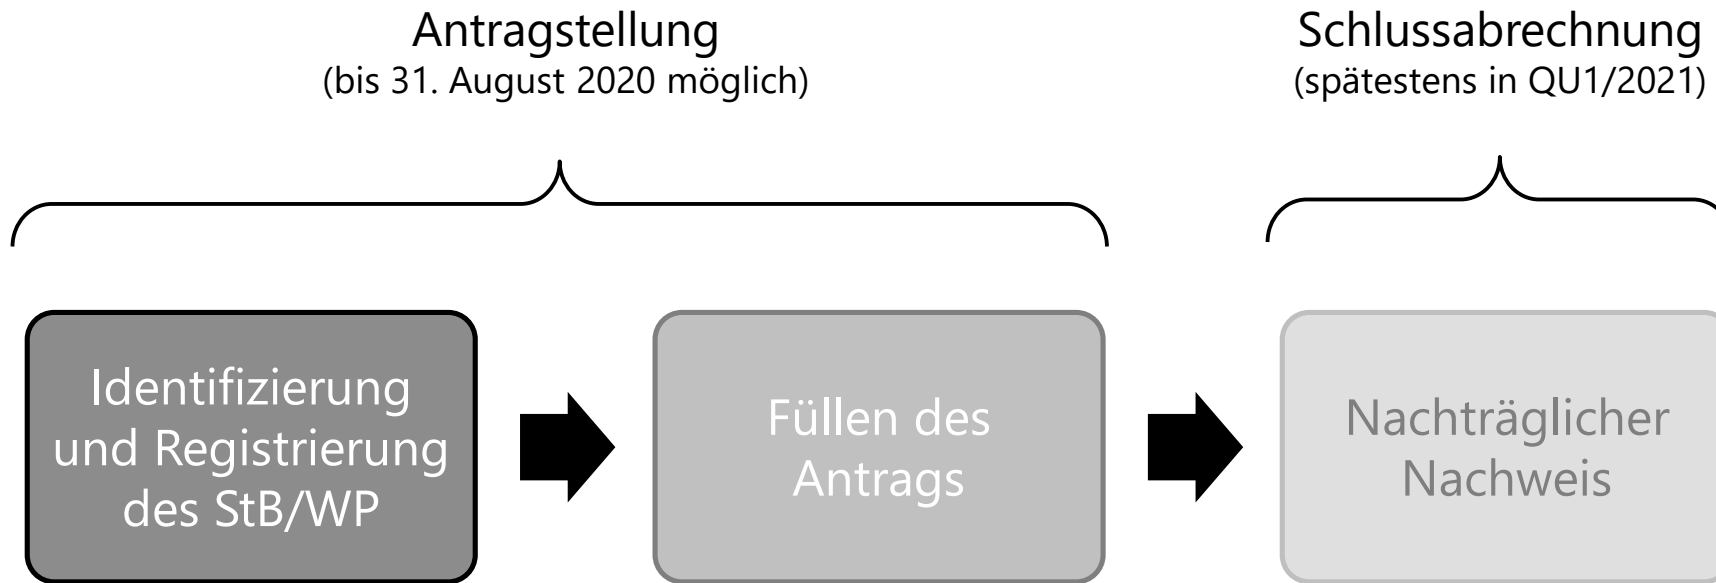 Antragstellung
(bis 31. August 2020 möglich)
Schlussabrechnung
(spätestens in QU1/2021)
Identifizierung
und Registrierung
des StB/WP
Füllen des
Antrags
Nachträglicher
Nachweis